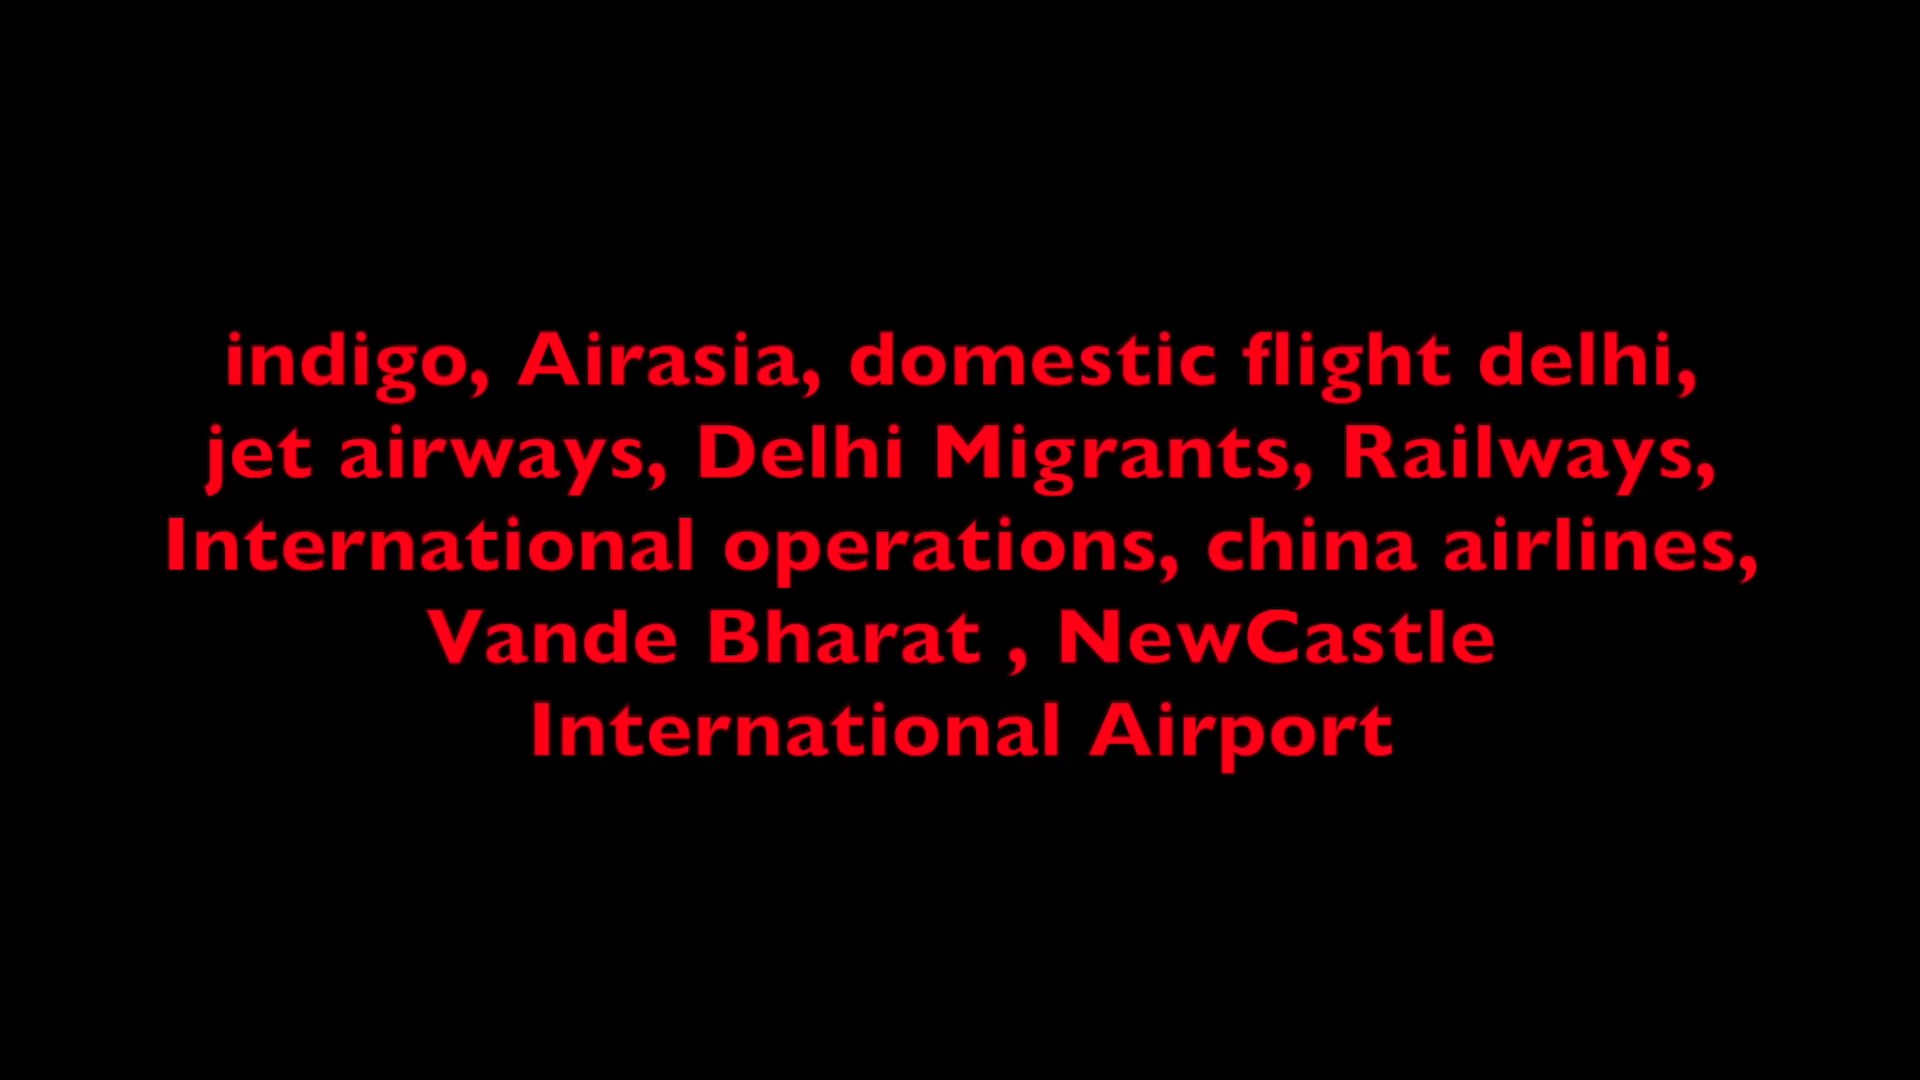 indigo, Airasia, domestic flight delhi,
jet airways, Delhi Migrants, Railways,
International operations, china airlines,
Vande Bharat , NewCastle
International Airport